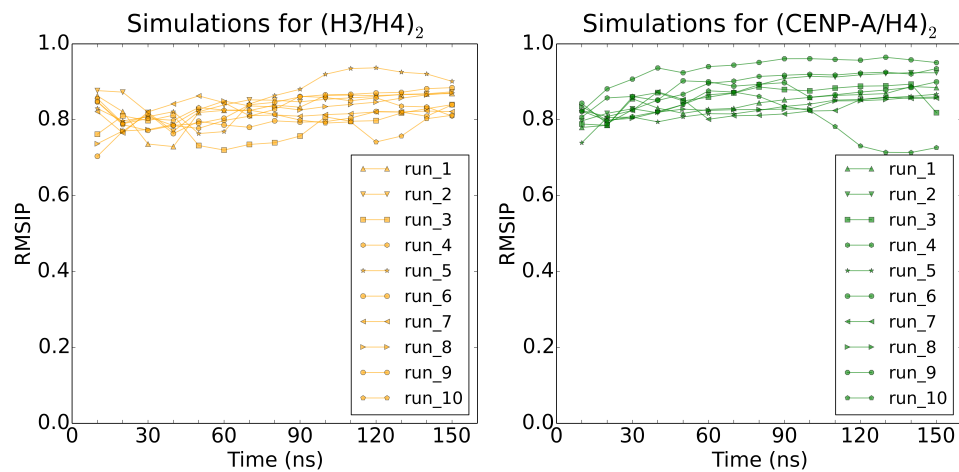 Simulations for (H3/H4)₂
1.0
0.8
0.6
0.4
0.2
0.0
RMSIP
run_1
run_2
run_3
run_4
run_5
run_6
run_7
run_8
run_9
run_10
0 30 60 90 120 150
Time (ns)
Simulations for (CENP-A/H4)₂
1.0
0.8
0.6
0.4
0.2
0.0
RMSIP
run_1
run_2
run_3
run_4
run_5
run_6
run_7
run_8
run_9
run_10
0 30 60 90 120 150
Time (ns)